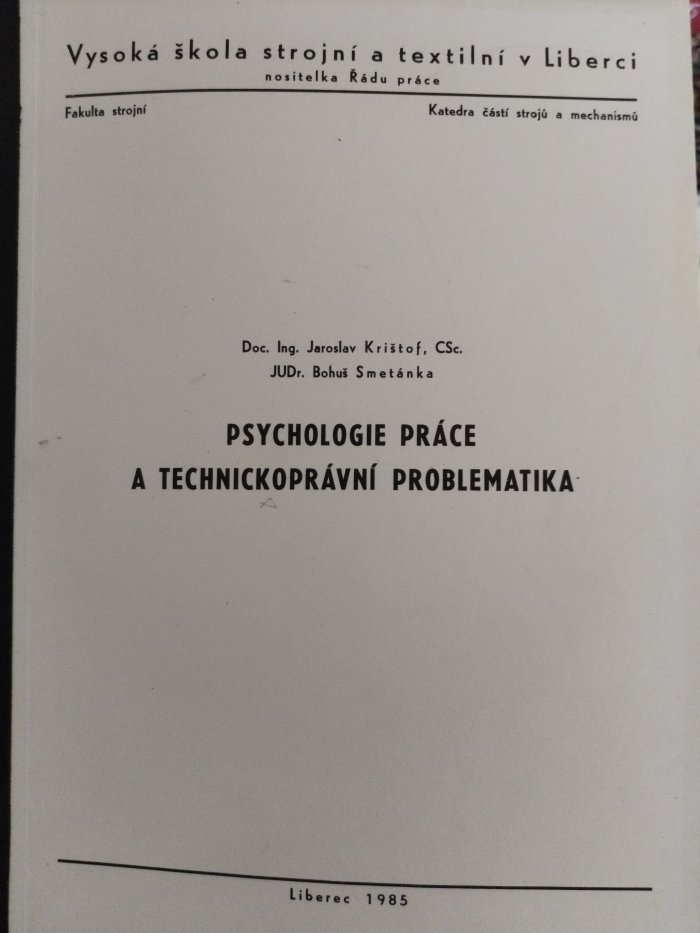 Vysoká škola strojní a textilní v Liberci
nositelka Řádu práce
Fakulta strojní
Katedra částí strojů a mechanismů
Doc. Ing. Jaroslav Krištof, CSc.
JUDr. Bohuš Smetánka
PSYCHOLOGIE PRÁCE
A TECHNICKOPRÁVNÍ PROBLEMATIKA
Liberec 1985